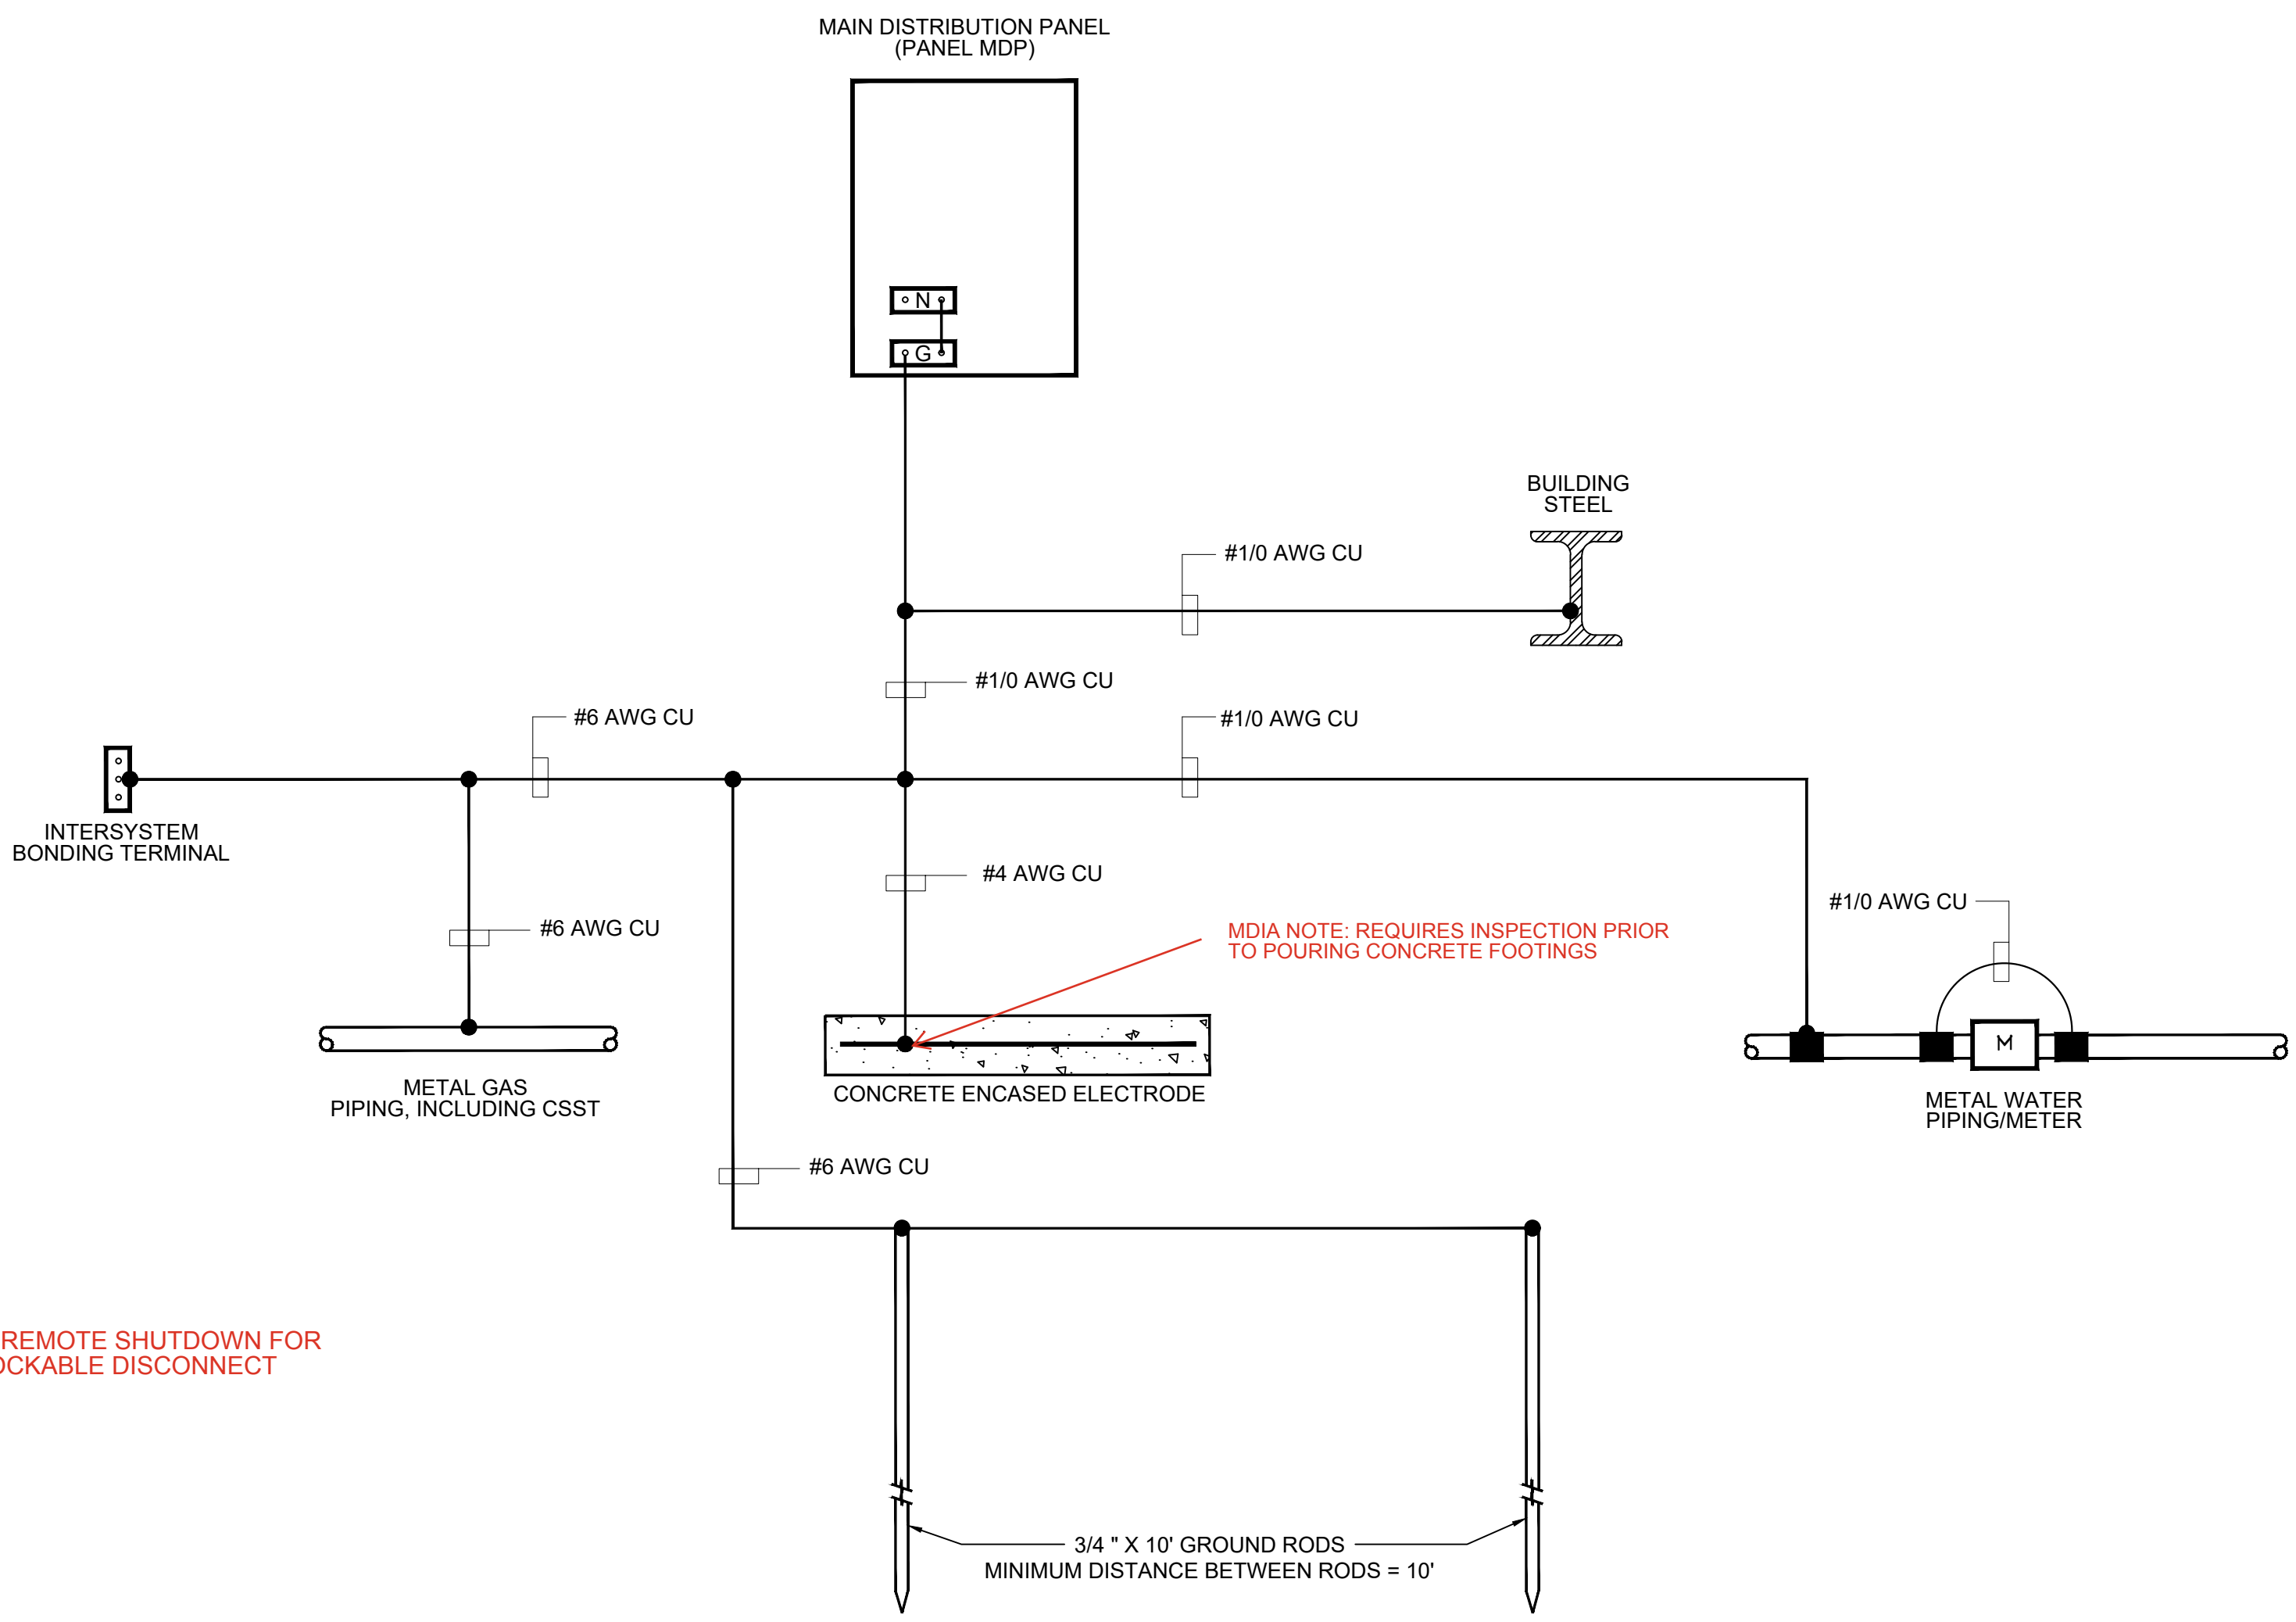 MAIN DISTRIBUTION PANEL
(PANEL MDP)
N
G
BUILDING
STEEL
#1/0 AWG CU
#1/0 AWG CU
#6 AWG CU
#1/0 AWG CU
INTERSYSTEM
BONDING TERMINAL
#4 AWG CU
#6 AWG CU
MDIA NOTE: REQUIRES INSPECTION PRIOR
TO POURING CONCRETE FOOTINGS
#1/0 AWG CU
M
METAL GAS
PIPING, INCLUDING CSST
CONCRETE ENCASED ELECTRODE
METAL WATER
PIPING/METER
#6 AWG CU
REMOTE SHUTDOWN FOR
OCKABLE DISCONNECT
3/4 " X 10' GROUND RODS
MINIMUM DISTANCE BETWEEN RODS = 10'